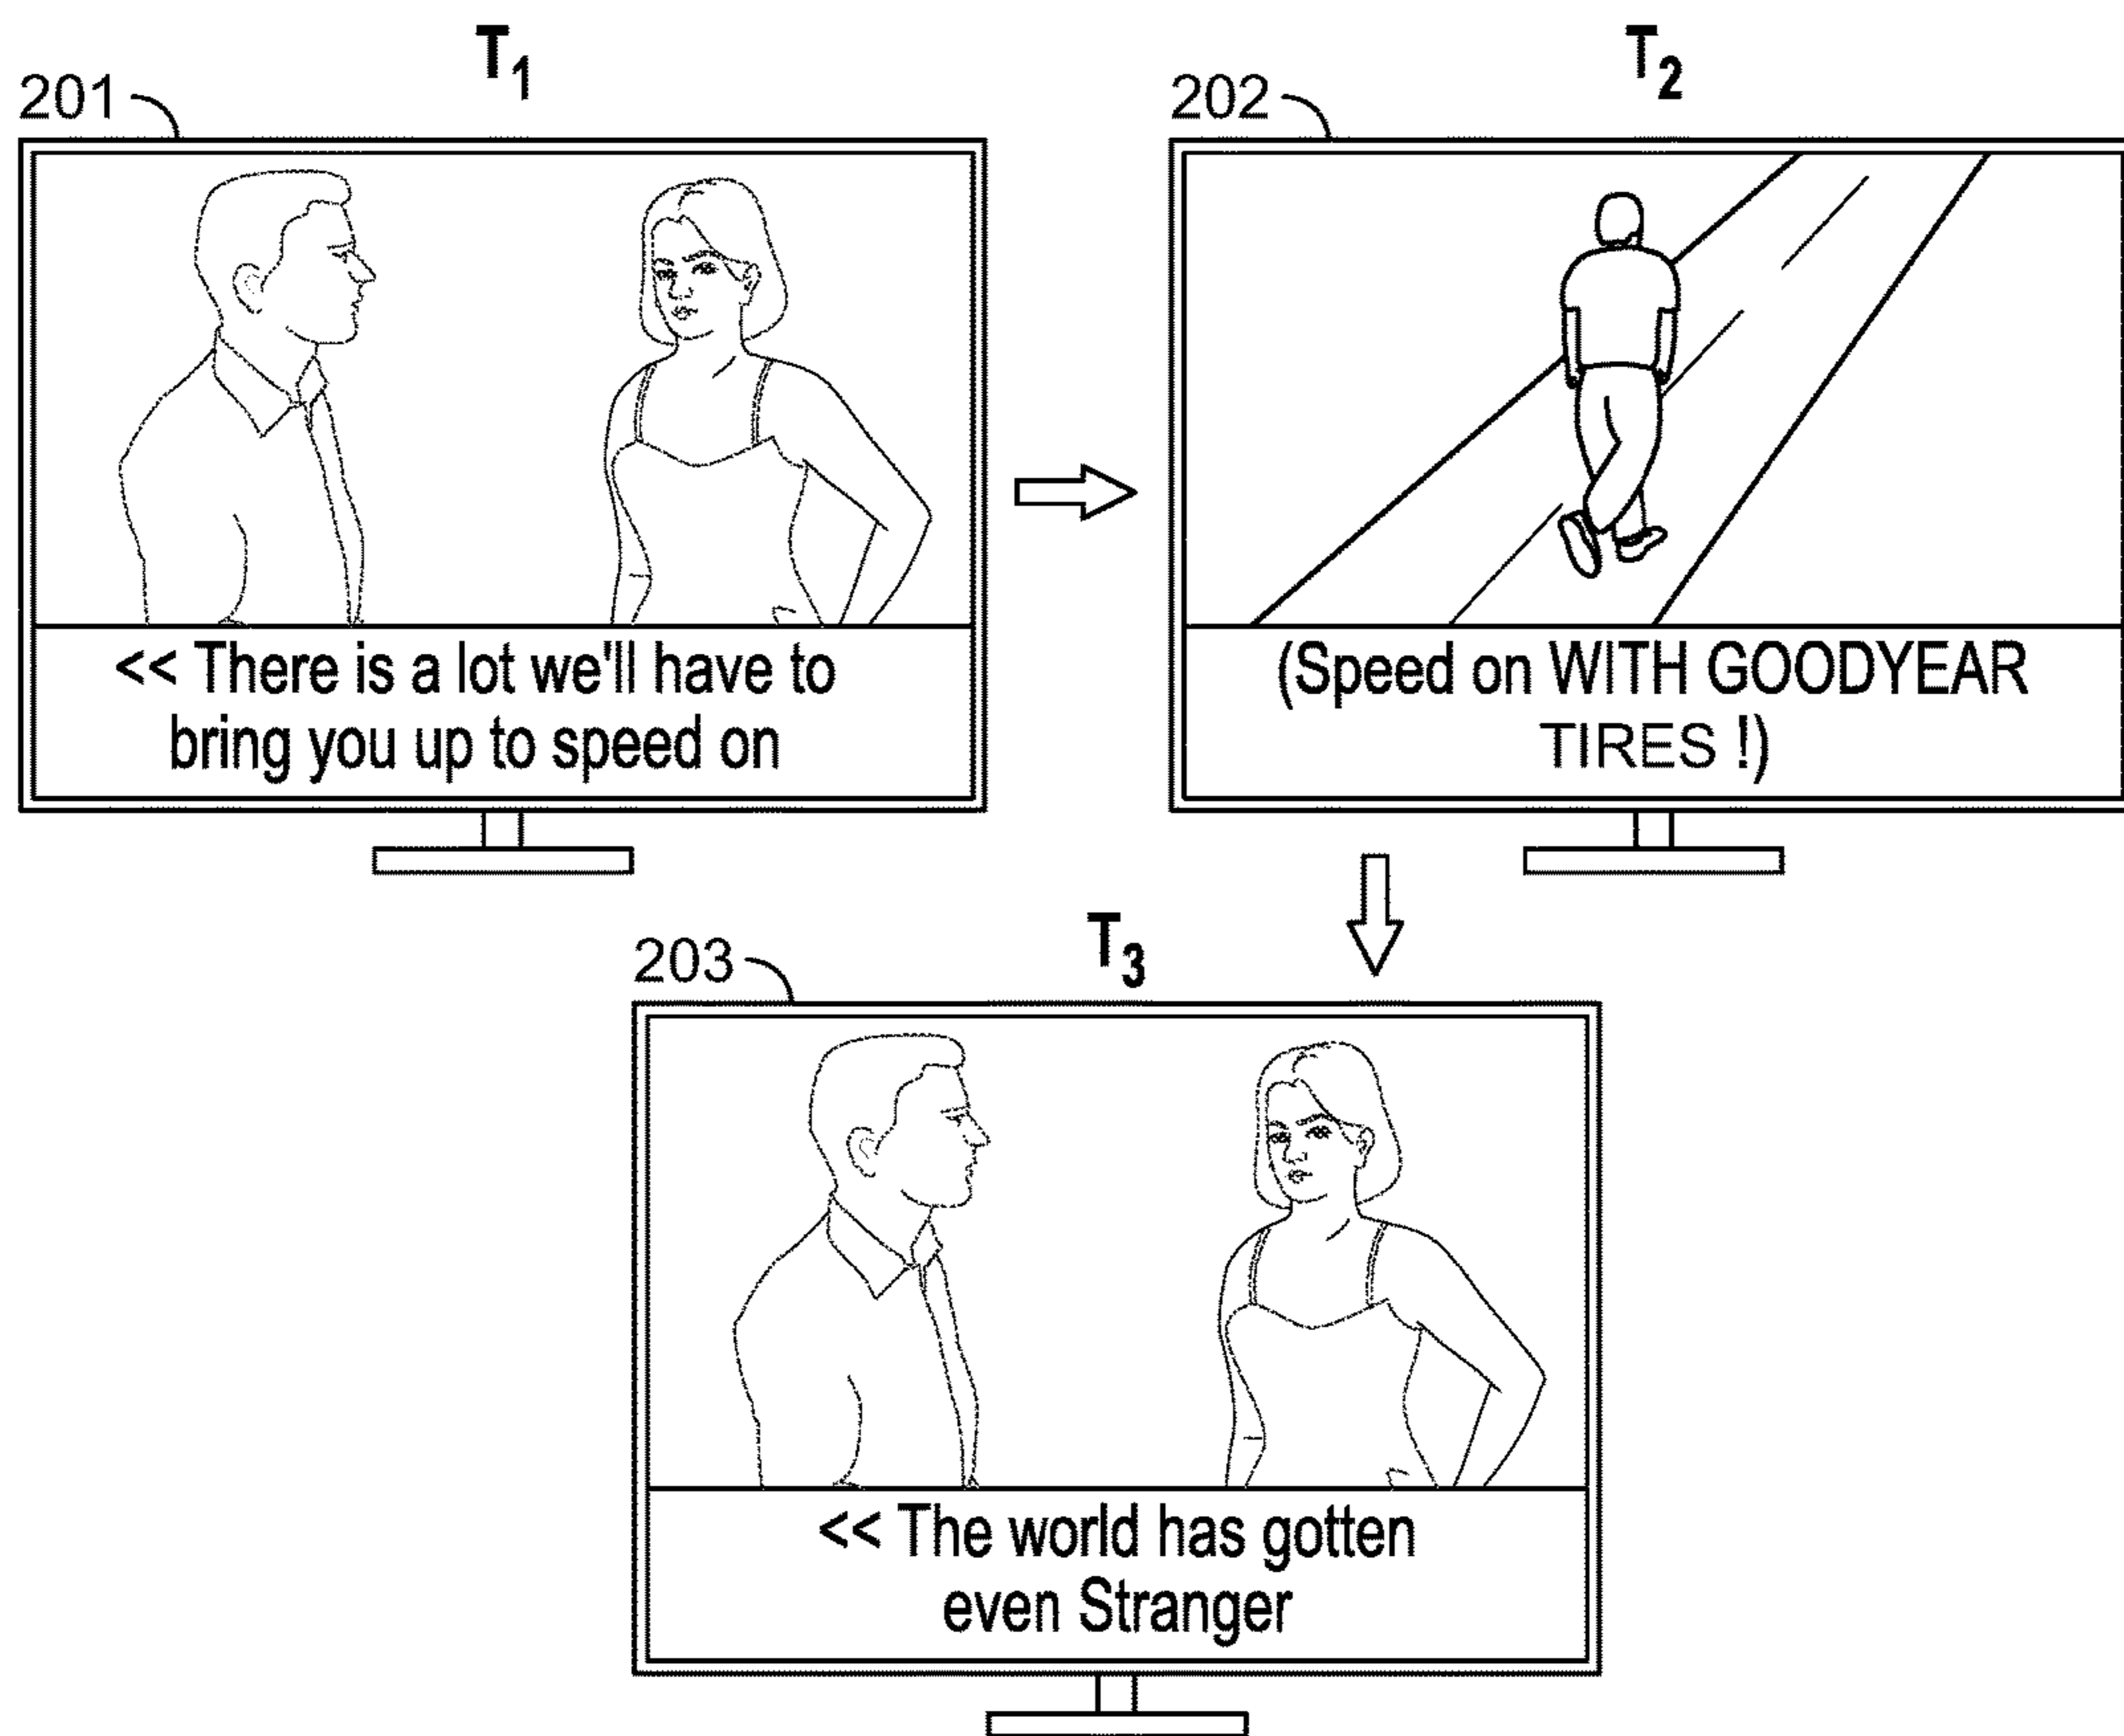 T1
201
<< There is a lot we'll have to
bring you up to speed on
T2
202
(Speed on WITH GOODYEAR
TIRES !)
T3
203
<< The world has gotten
even Stranger